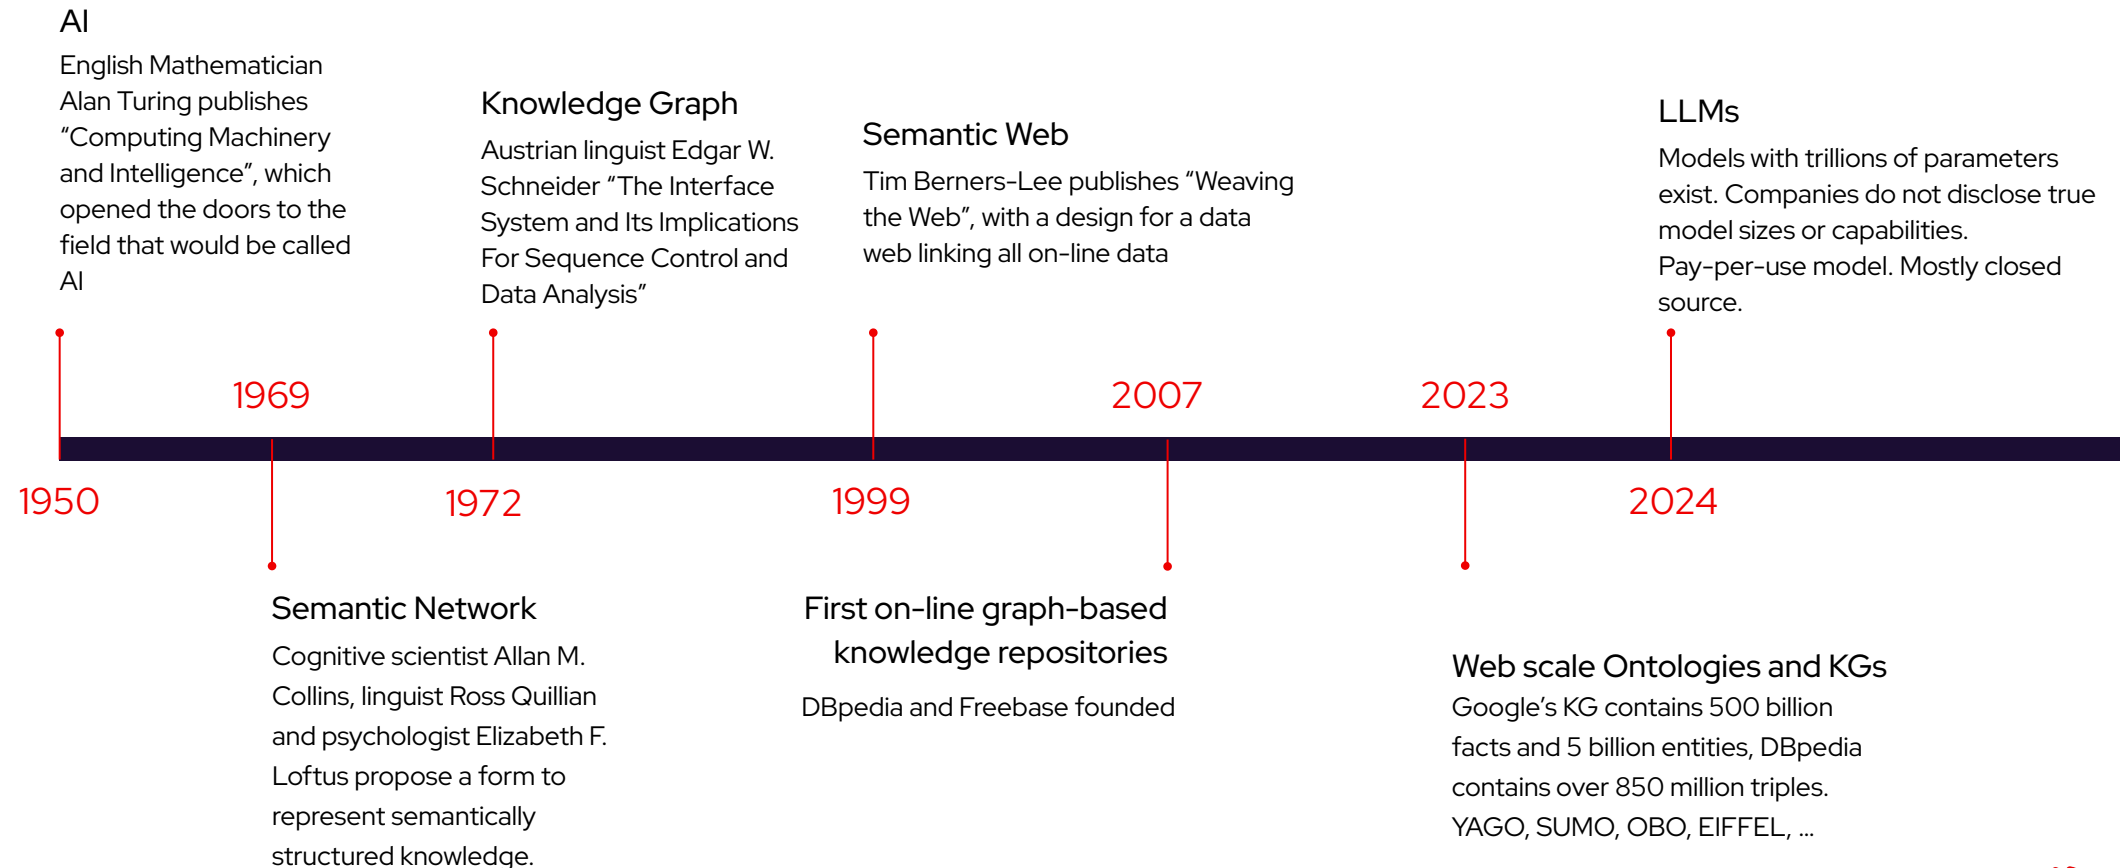 AI
English Mathematician
Alan Turing publishes
“Computing Machinery
and Intelligence”, which
opened the doors to the
field that would be called
AI
Knowledge Graph
Austrian linguist Edgar W.
Schneider “The Interface
System and Its Implications
For Sequence Control and
Data Analysis”
Semantic Web
Tim Berners-Lee publishes “Weaving
the Web”, with a design for a data
web linking all on-line data
LLMs
Models with trillions of parameters
exist. Companies do not disclose true
model sizes or capabilities.
Pay-per-use model. Mostly closed
source.
1969
2007
2023
1950
1972
1999
2024
Semantic Network
Cognitive scientist Allan M.
Collins, linguist Ross Quillian
and psychologist Elizabeth F.
Loftus propose a form to
represent semantically
structured knowledge.
First on-line graph-based
knowledge repositories
DBpedia and Freebase founded
Web scale Ontologies and KGs
Google’s KG contains 500 billion
facts and 5 billion entities, DBpedia
contains over 850 million triples.
YAGO, SUMO, OBO, EIFFEL, ...